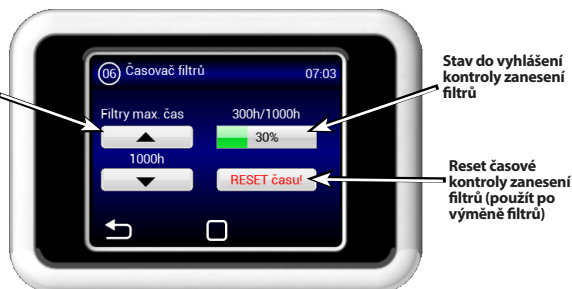 06 Časovač filtrů 07:03
Filtry max. čas 300h/1000h
30%
1000h
RESET času!
Stav do vyhlášení
kontroly zanesení
filtrů
Reset časové
kontroly zanesení
filtrů (použít po
výměně filtrů)